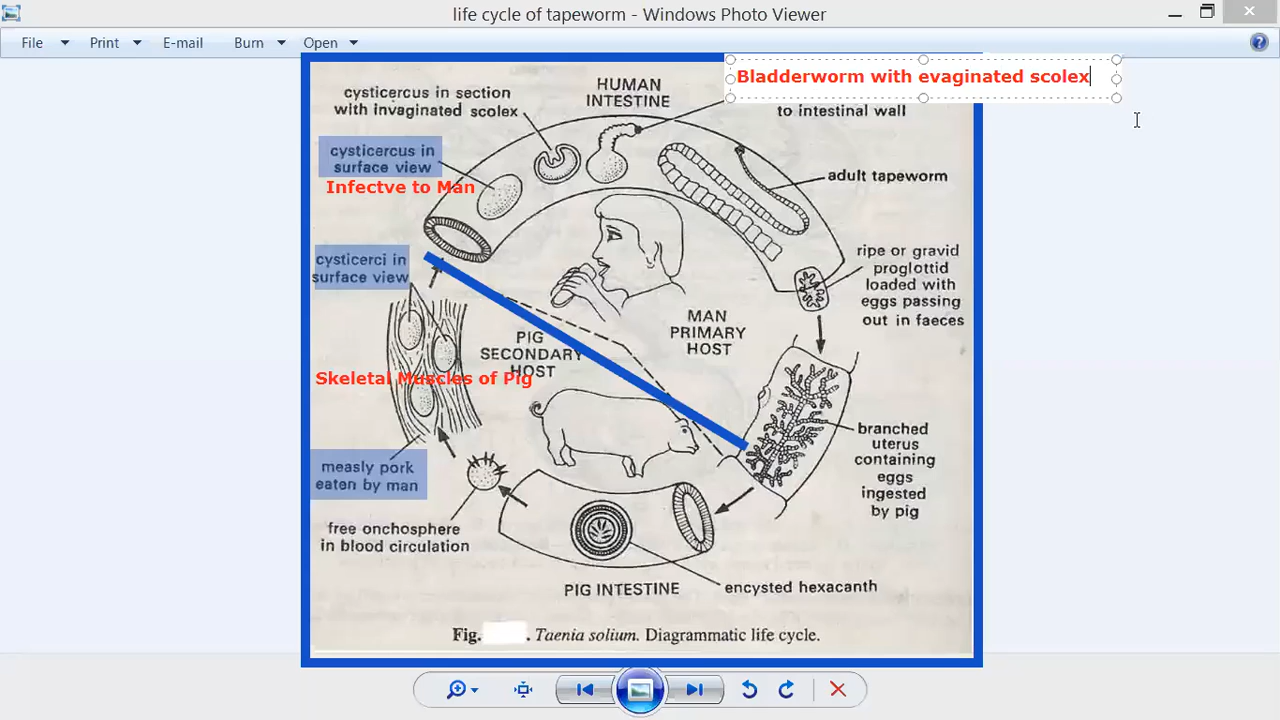 life cycle of tapeworm - Windows Photo Viewer
File Print E-mail Burn Open
Bladderworm with evaginated scolex
to intestinal wall
HUMAN
INTESTINE
cysticercus in section
with invaginated scolex
cysticercus in
surface view
Infectve to Man
adult tapeworm
cysticerci in
surface view
ripe or gravid
proglottid
loaded with
eggs passing
out in faeces
MAN
PRIMARY
HOST
PIG
SECONDARY
HOST
Skeletal Muscles of Pig
branched
uterus
containing
eggs
ingested
by pig
measly pork
eaten by man
free onchosphere
in blood circulation
PIG INTESTINE
encysted hexacanth
Fig. . Taenia solium. Diagrammatic life cycle.